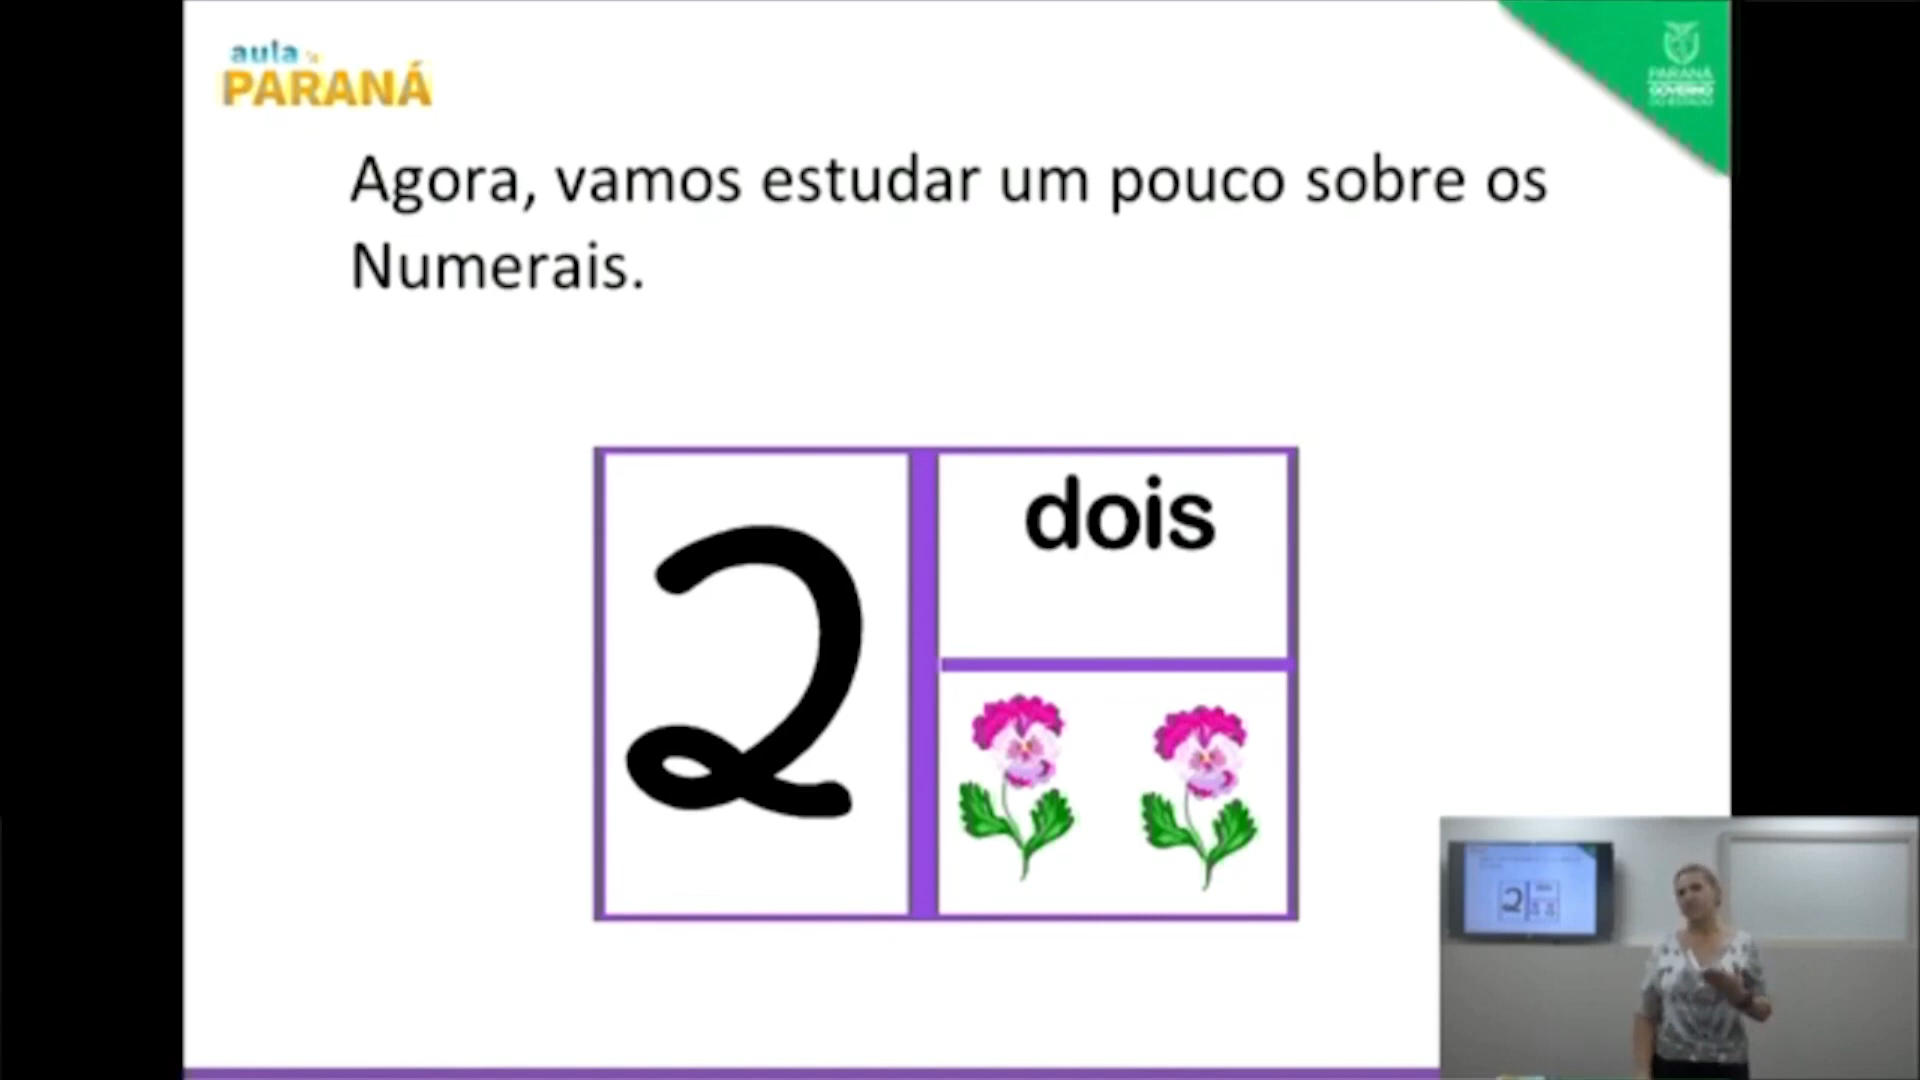 aula
PARANÁ
PARANÁ
GOVERNO
DO ESTADO
Agora, vamos estudar um pouco sobre os
Numerais.
2
dois